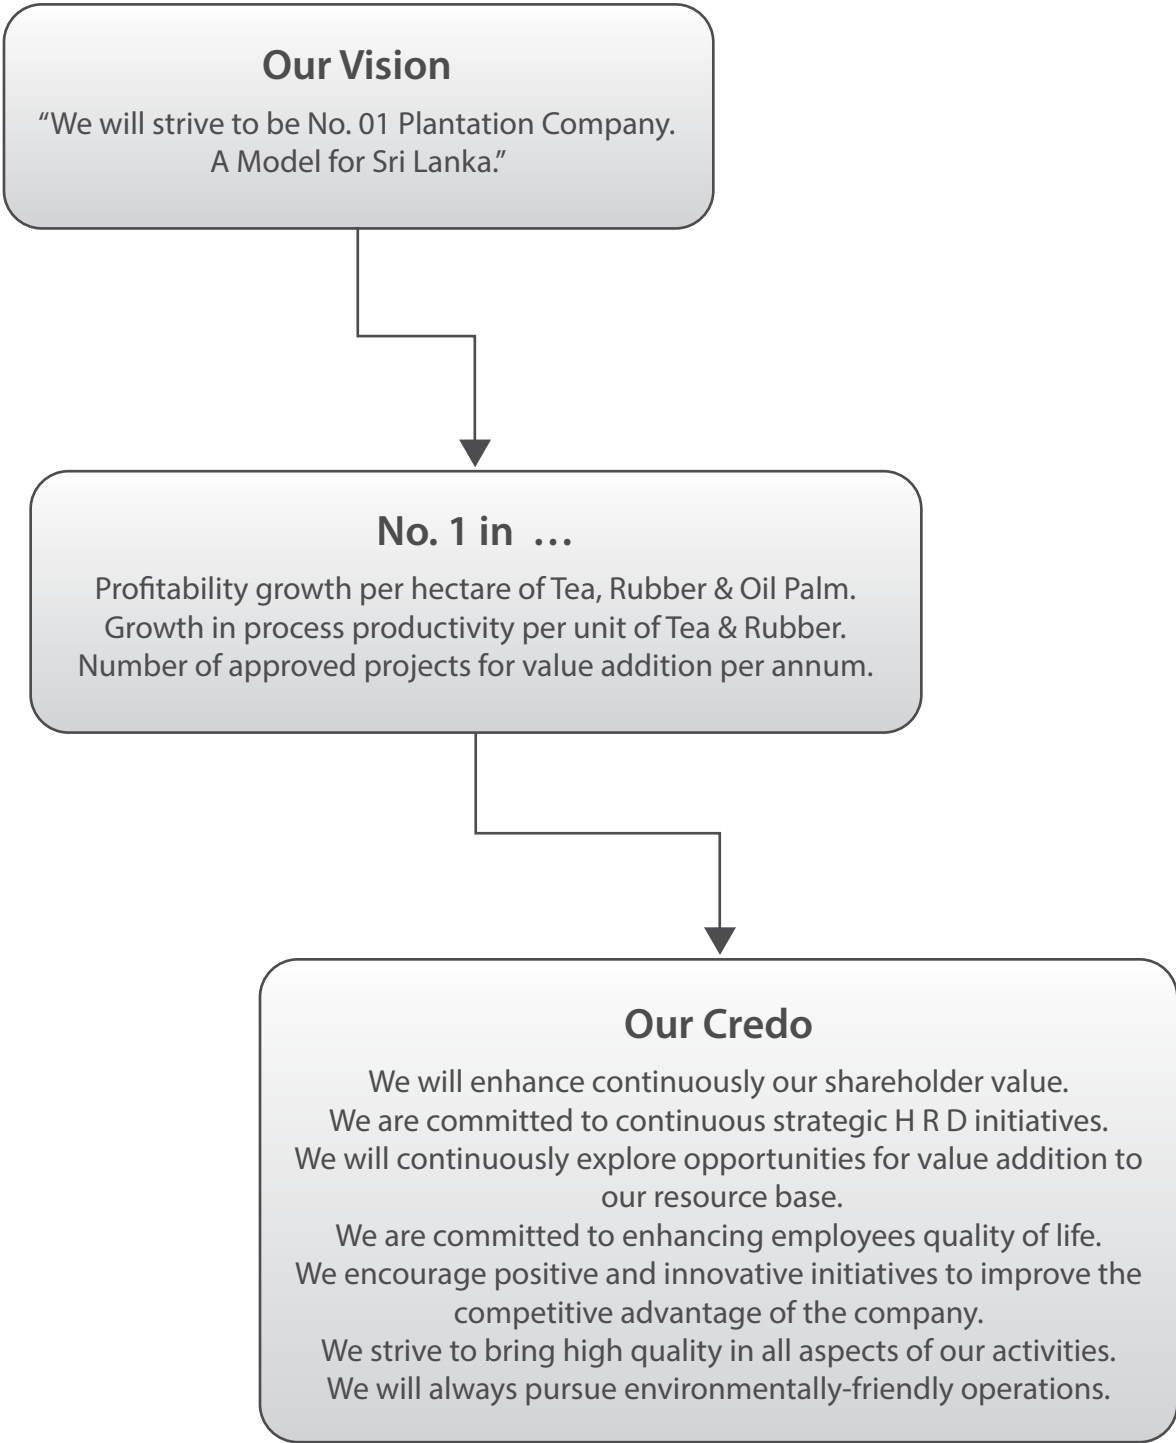 Our Vision
“We will strive to be No. 01 Plantation Company.
A Model for Sri Lanka.”
No. 1 in …
Profitability growth per hectare of Tea, Rubber & Oil Palm.
Growth in process productivity per unit of Tea & Rubber.
Number of approved projects for value addition per annum.
Our Credo
We will enhance continuously our shareholder value.
We are committed to continuous strategic H R D initiatives.
We will continuously explore opportunities for value addition to
our resource base.
We are committed to enhancing employees quality of life.
We encourage positive and innovative initiatives to improve the
competitive advantage of the company.
We strive to bring high quality in all aspects of our activities.
We will always pursue environmentally-friendly operations.